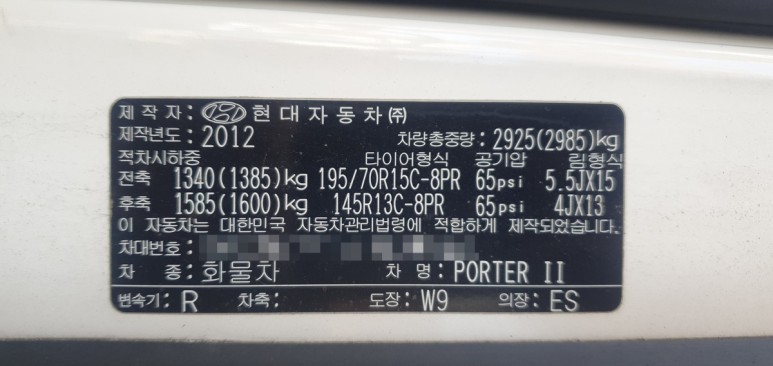 제 작 자: 현대자동차㈜
제작년도: 2012 차량총중량: 2925(2985)kg
적차시하중 타이어형식 공기압 림형식
전축 1340(1385)kg 195/70R15C-8PR 65psi 5.5JX15
후축 1585(1600)kg 145R13C-8PR 65psi 4JX13
이 자동차는 대한민국 자동차관리법령에 적합하게 제작되었습니다.
차대번호:
차 종: 화물차 차 명: PORTER II
변속기: R 차축: 도장: W9 의장: ES